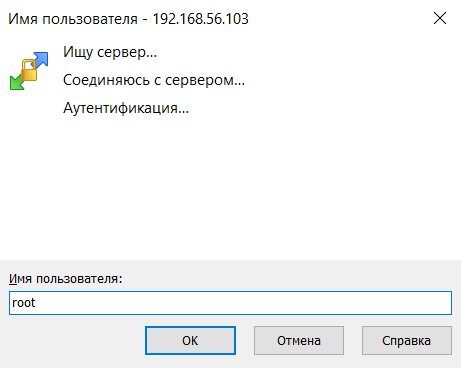 Имя пользователя - 192.168.56.103
Ищу сервер...
Соединяюсь с сервером...
Аутентификация...
Имя пользователя:
root
OK
Отмена
Справка